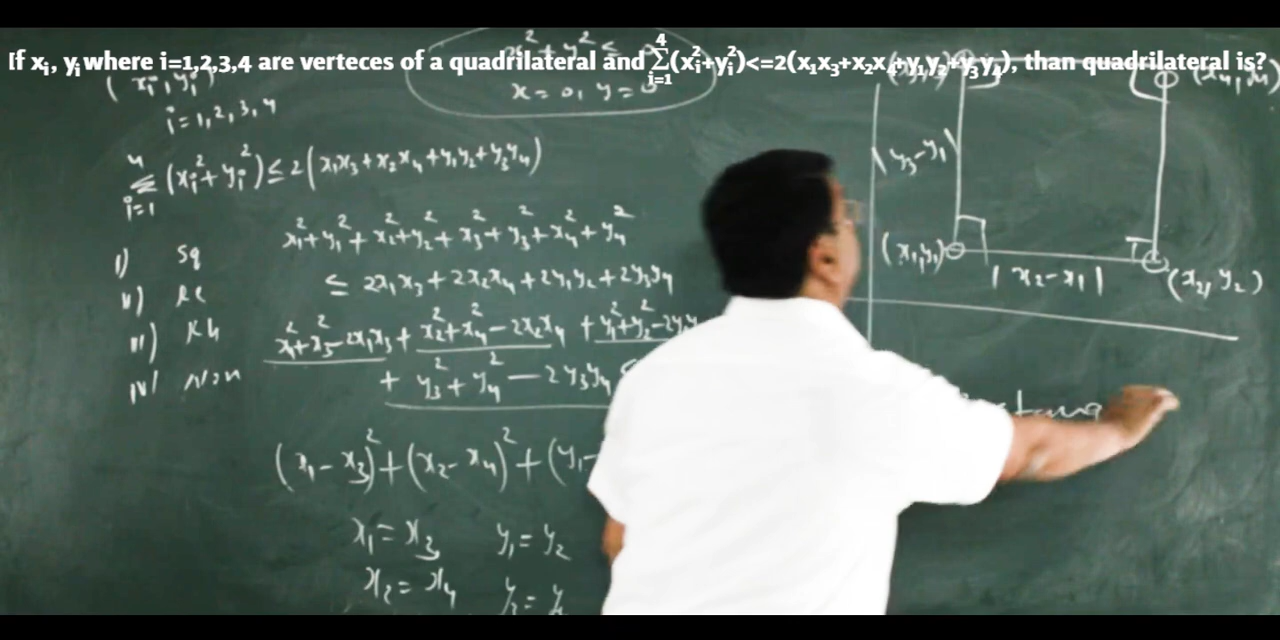 If xᵢ, yᵢ where i=1,2,3,4 are verteces of a quadrilateral and ∑⁴ᵢ₌₁(xᵢ²+yᵢ²)<=2(x₁x₃+x₂x₄+y₁y₂+y₃y₄), than quadrilateral is?
x = 0, y = 0
(xᵢ, yᵢ)
i = 1, 2, 3, 4
4
Σ (xᵢ² + yᵢ²) ≤ 2(x₁x₃ + x₂x₄ + y₁y₂ + y₃y₄)
i=1
x₁² + y₁² + x₂² + y₂² + x₃² + y₃² + x₄² + y₄²
≤ 2x₁x₃ + 2x₂x₄ + 2y₁y₂ + 2y₃y₄
x₁² + x₃² − 2x₁x₃ + x₂² + x₄² − 2x₂x₄ + y₁² + y₂² − 2y₁y
+ y₃² + y₄² − 2y₃y₄ ≤
(x₁ − x₃)² + (x₂ − x₄)² + (y₁ −
x₁ = x₃ y₁ = y₂
x₂ = x₄ y₃ = y
i) sq
ii) Re
iii) Rh
iv) Non
(x₄, y₄)
|y₃ − y₁|
(x₁, y₁)
|x₂ − x₁|
(x₂, y₂)